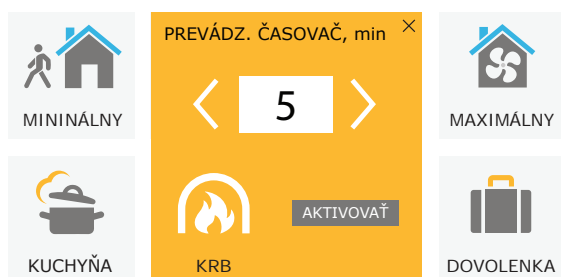 PREVÁDZ. ČASOVAČ, min
5
MININÁLNY
MAXIMÁLNY
AKTIVOVAŤ
KUCHYŇA
KRB
DOVOLENKA